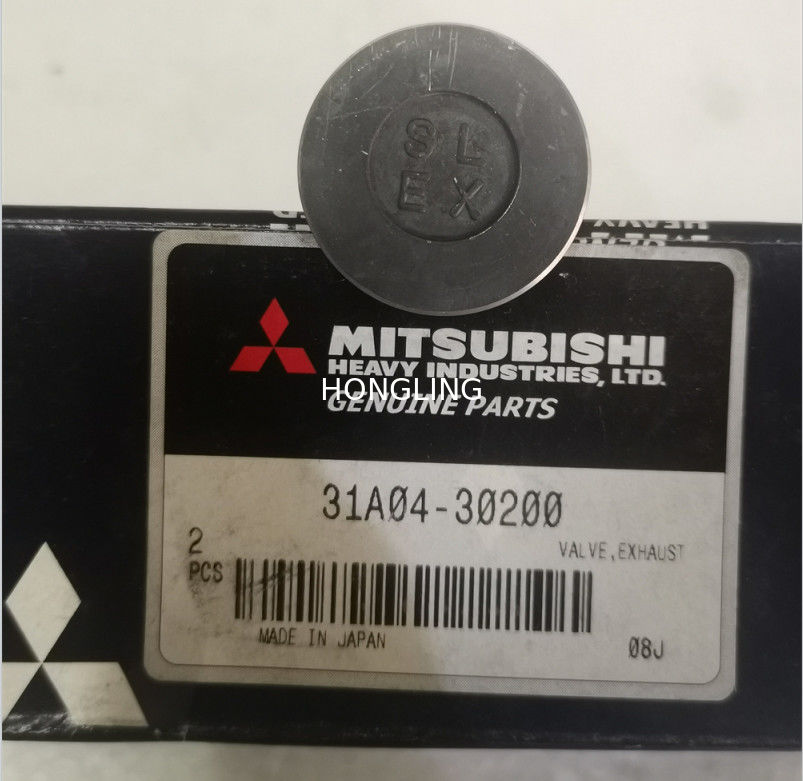 S L
E X
MITSUBISHI
HEAVY INDUSTRIES, LTD.
HONGLING
GENUINE PARTS
31A04-30200
2
PCS
VALVE, EXHAUST
MADE IN JAPAN
08J